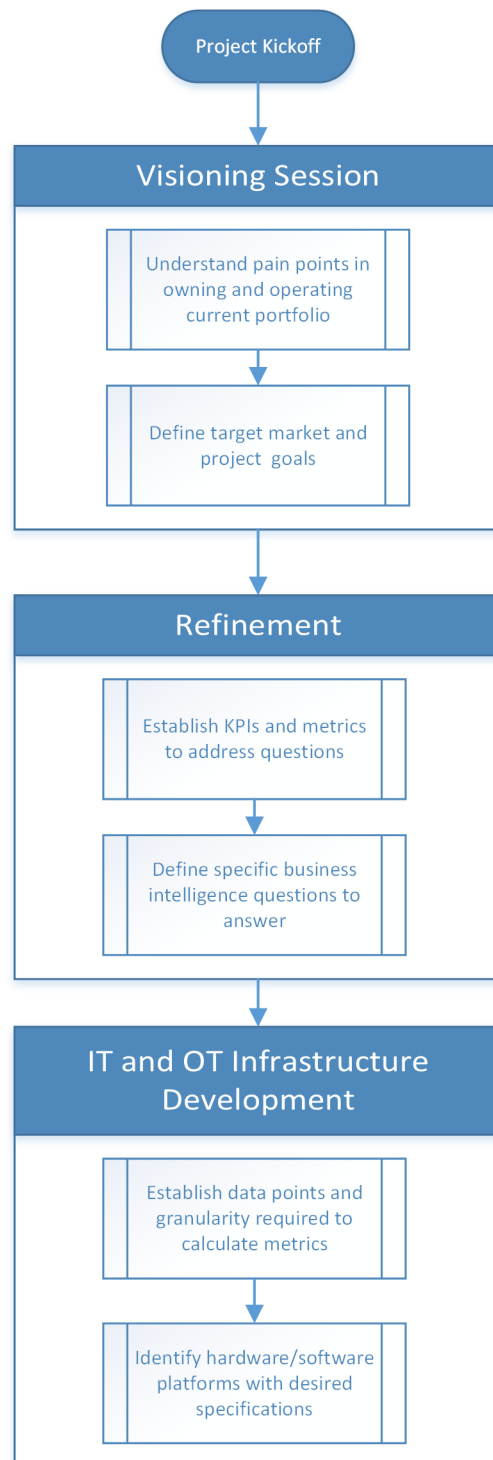 Project Kickoff
Visioning Session
Understand pain points in
owning and operating
current portfolio
Define target market and
project goals
Refinement
Establish KPIs and metrics
to address questions
Define specific business
intelligence questions to
answer
IT and OT Infrastructure
Development
Establish data points and
granularity required to
calculate metrics
Identify hardware/software
platforms with desired
specifications